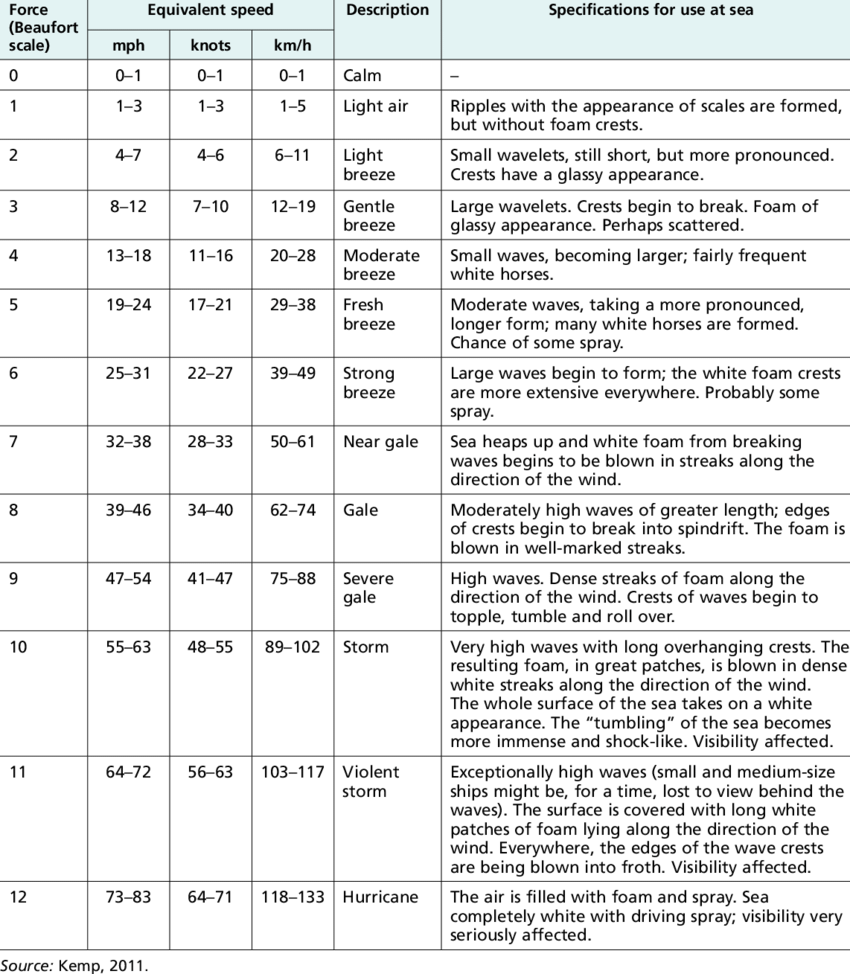 Force (Beaufort scale) Equivalent speed Description Specifications for use at sea
mph knots km/h
0 0–1 0–1 0–1 Calm –
1 1–3 1–3 1–5 Light air Ripples with the appearance of scales are formed,
but without foam crests.
2 4–7 4–6 6–11 Light breeze Small wavelets, still short, but more pronounced.
Crests have a glassy appearance.
3 8–12 7–10 12–19 Gentle breeze Large wavelets. Crests begin to break. Foam of
glassy appearance. Perhaps scattered.
4 13–18 11–16 20–28 Moderate breeze Small waves, becoming larger; fairly frequent
white horses.
5 19–24 17–21 29–38 Fresh breeze Moderate waves, taking a more pronounced,
longer form; many white horses are formed.
Chance of some spray.
6 25–31 22–27 39–49 Strong breeze Large waves begin to form; the white foam crests
are more extensive everywhere. Probably some
spray.
7 32–38 28–33 50–61 Near gale Sea heaps up and white foam from breaking
waves begins to be blown in streaks along the
direction of the wind.
8 39–46 34–40 62–74 Gale Moderately high waves of greater length; edges
of crests begin to break into spindrift. The foam is
blown in well-marked streaks.
9 47–54 41–47 75–88 Severe gale High waves. Dense streaks of foam along the
direction of the wind. Crests of waves begin to
topple, tumble and roll over.
10 55–63 48–55 89–102 Storm Very high waves with long overhanging crests. The
resulting foam, in great patches, is blown in dense
white streaks along the direction of the wind.
The whole surface of the sea takes on a white
appearance. The “tumbling” of the sea becomes
more immense and shock-like. Visibility affected.
11 64–72 56–63 103–117 Violent storm Exceptionally high waves (small and medium-size
ships might be, for a time, lost to view behind the
waves). The surface is covered with long white
patches of foam lying along the direction of the
wind. Everywhere, the edges of the wave crests
are being blown into froth. Visibility affected.
12 73–83 64–71 118–133 Hurricane The air is filled with foam and spray. Sea
completely white with driving spray; visibility very
seriously affected.
Source: Kemp, 2011.